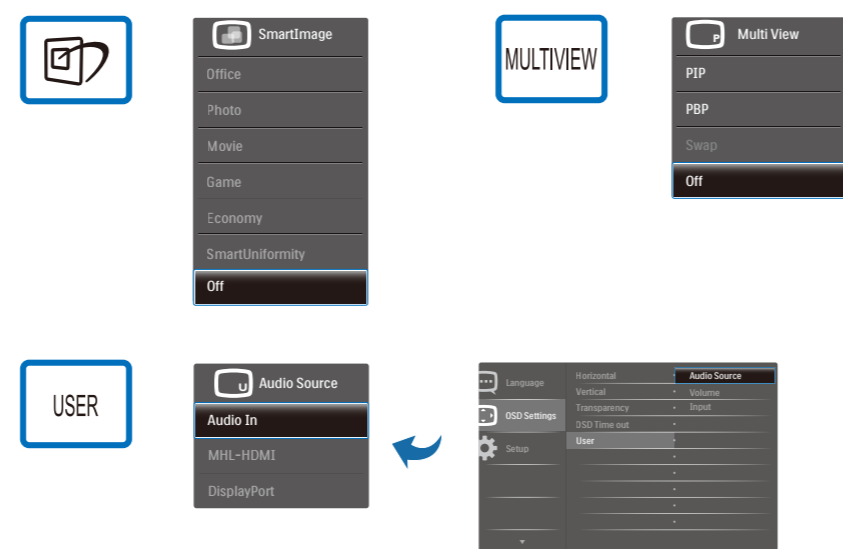 SmartImage
Office
Photo
Movie
Game
Economy
SmartUniformity
Off
MULTIVIEW
P
Multi View
PIP
PBP
Swap
Off
USER
U
Audio Source
Audio In
MHL-HDMI
DisplayPort
Language
OSD Settings
Setup
Horizontal
Vertical
Transparency
OSD Time out
User
Audio Source
Volume
Input